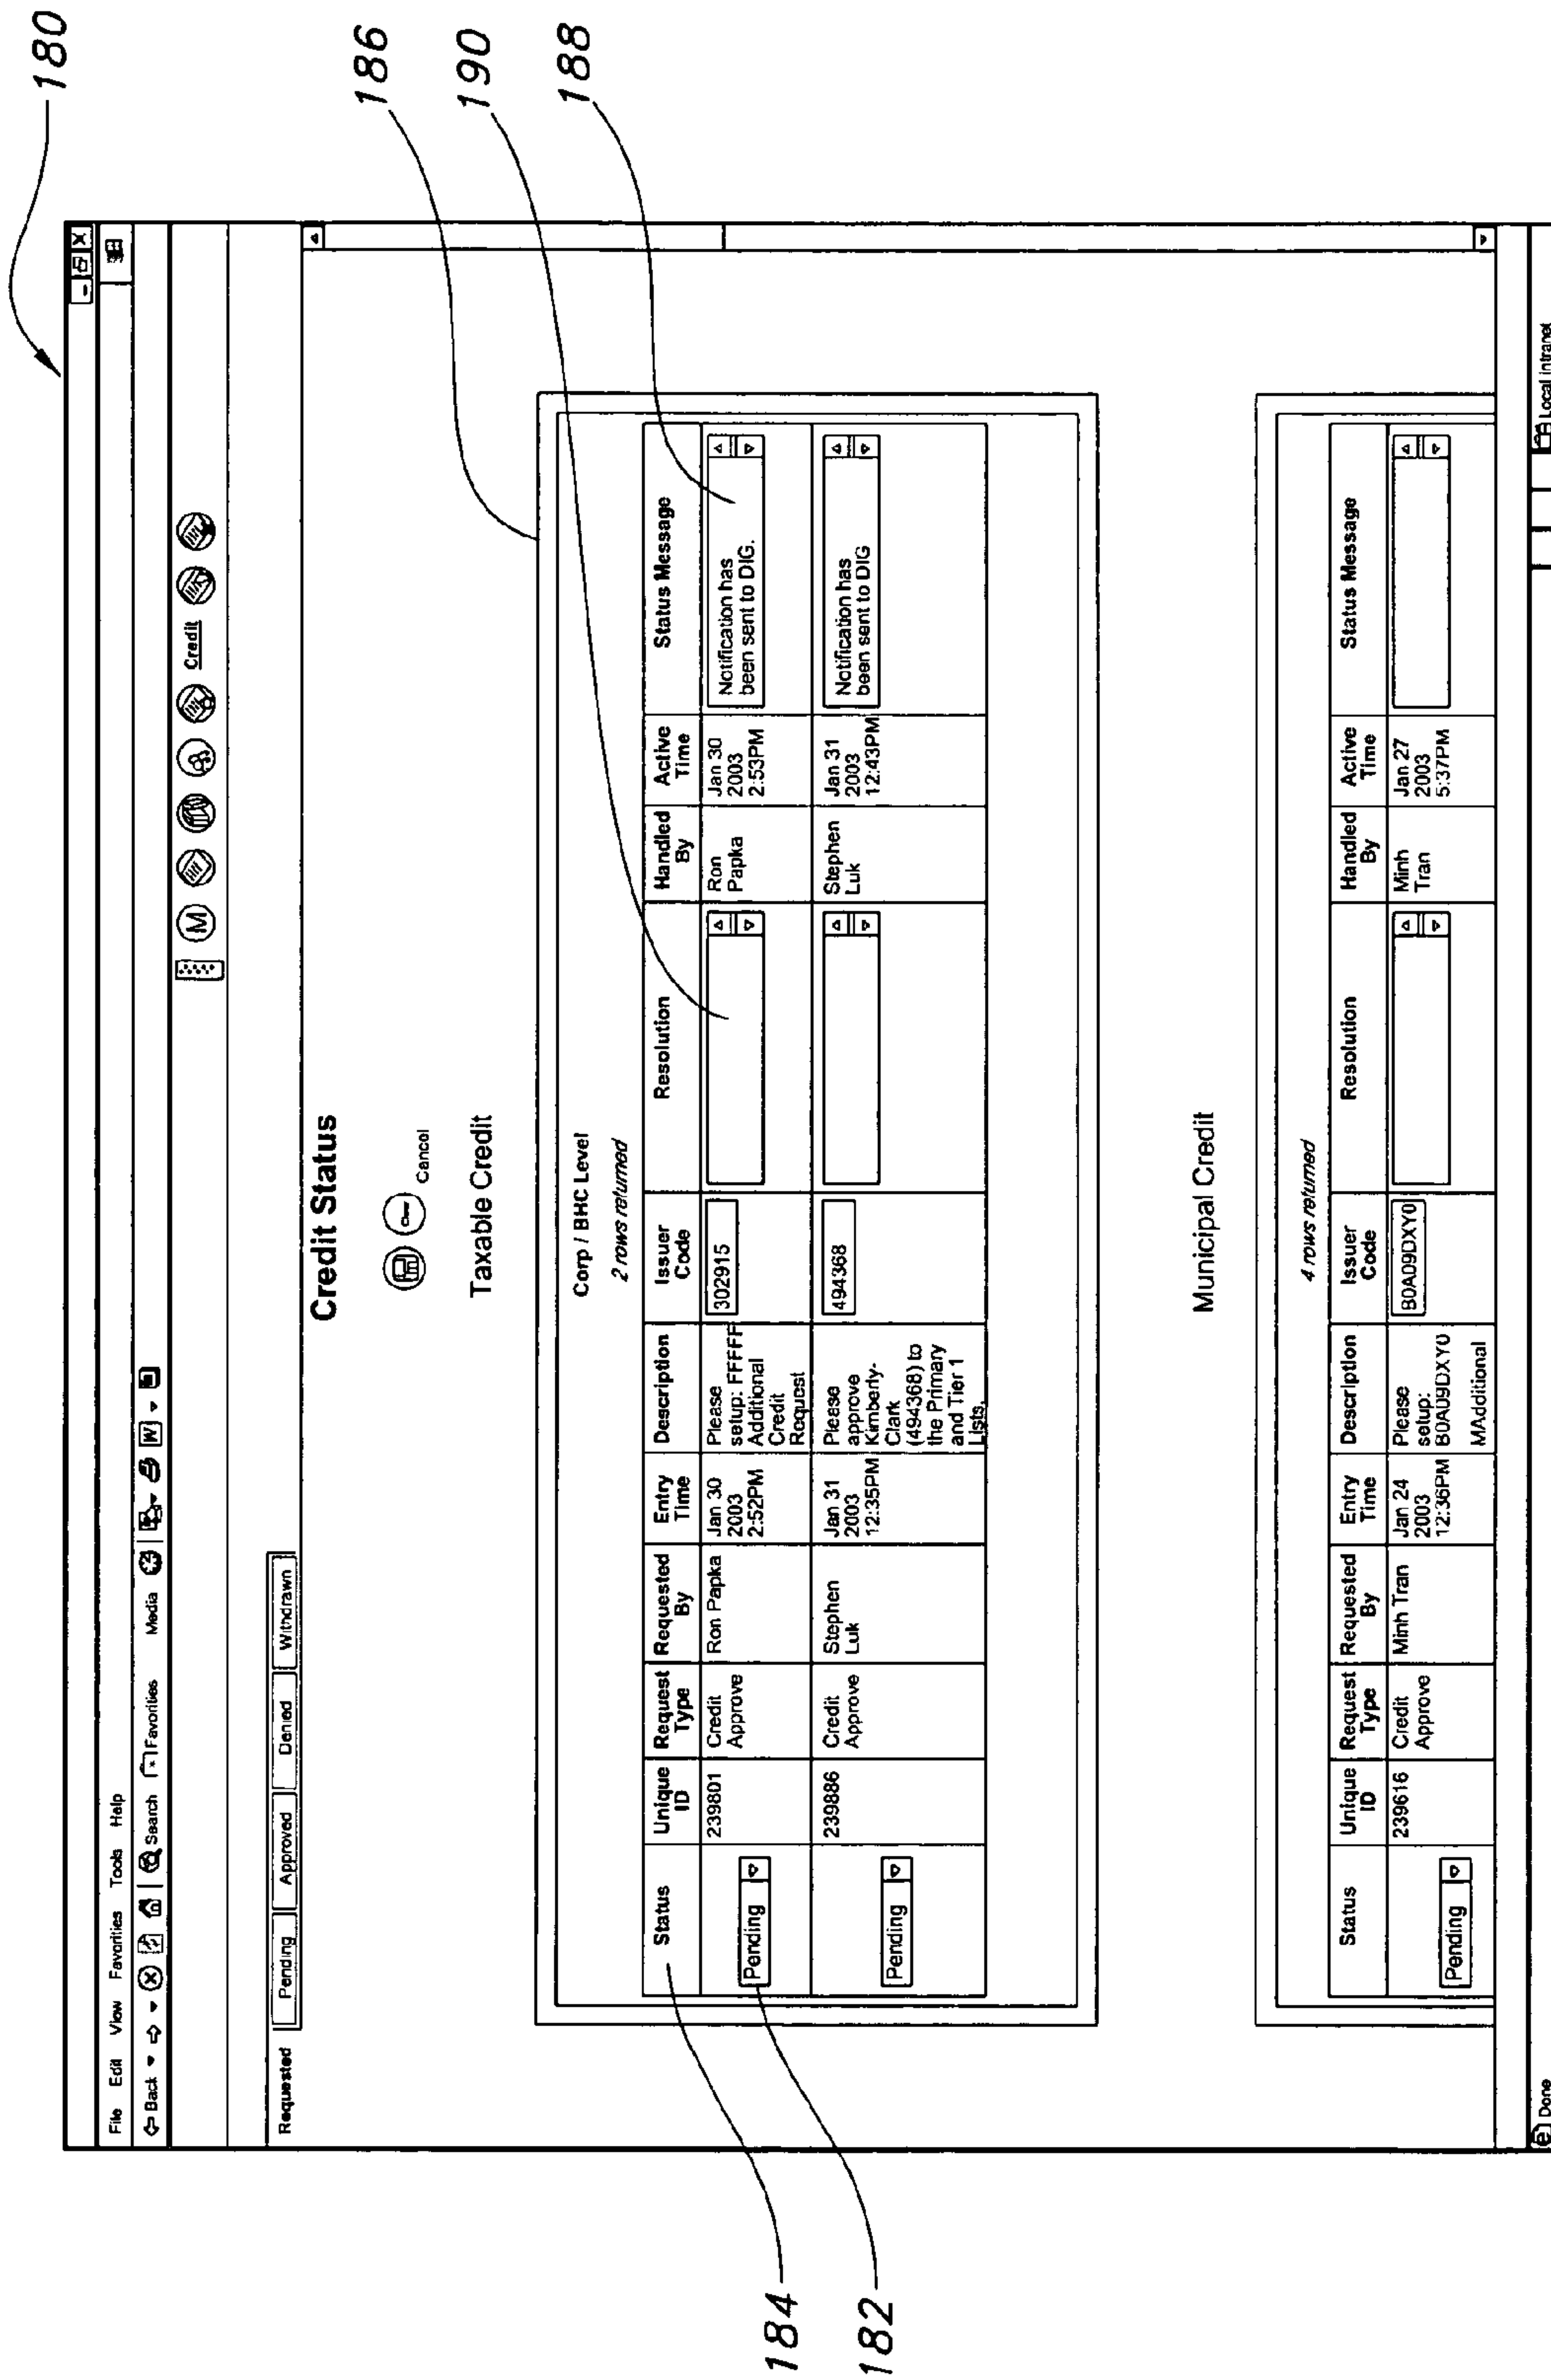 180
186
190
188
File Edit View Favorities Tools Help
Back Search Favorities Media W
M Credit
Requested Pending Approved Denied Withdrawn
Credit Status
Cancel
Taxable Credit
Corp / BHC Level
2 rows returned
Status Unique ID Request Type Requested By Entry Time Description Issuer Code Resolution Handled By Active Time Status Message
Pending 239801 Credit Approve Ron Papka Jan 30 2003 2:52PM Please setup: FFFFF Additional Credit Request 302915 Ron Papka Jan 30 2003 2:53PM Notification has been sent to DIG.
Pending 239886 Credit Approve Stephen Luk Jan 31 2003 12:35PM Please approve Kimberly-Clark (494368) to the Primary and Tier 1 Lists. 494368 Stephen Luk Jan 31 2003 12:43PM Notification has been sent to DIG
Municipal Credit
4 rows returned
Status Unique ID Request Type Requested By Entry Time Description Issuer Code Resolution Handled By Active Time Status Message
Pending 239616 Credit Approve Minh Tran Jan 24 2003 12:36PM Please setup: B0A09DXY0 MAdditional B0A09DXY0 Minh Tran Jan 27 2003 5:37PM
Done Local intranet
184
182